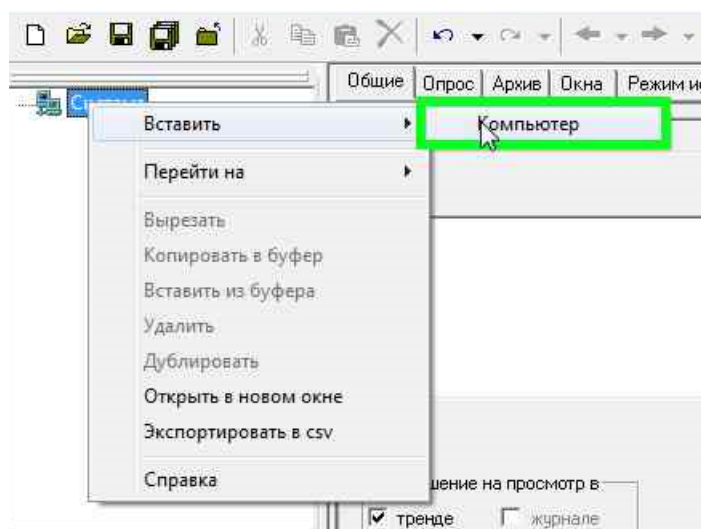 Общие Опрос Архив Окна Режим ис
Вставить
Компьютер
Перейти на
Вырезать
Копировать в буфер
Вставить из буфера
Удалить
Дублировать
Открыть в новом окне
Экспортировать в csv
Справка
шение на просмотр в
тренде журнале